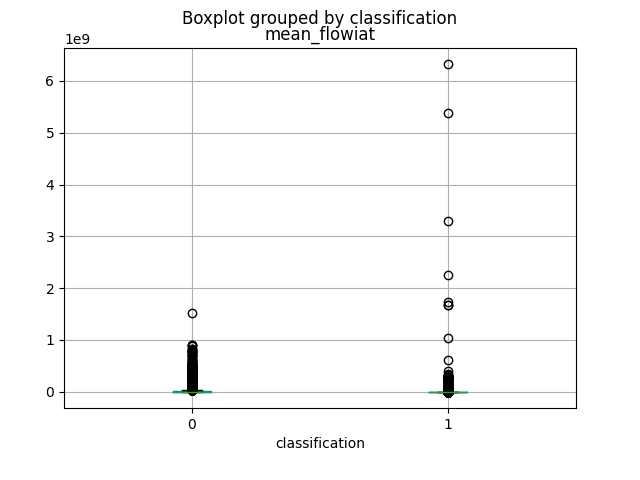 Boxplot grouped by classification
mean_flowiat
1e9
6
5
4
3
2
1
0
0 1
classification